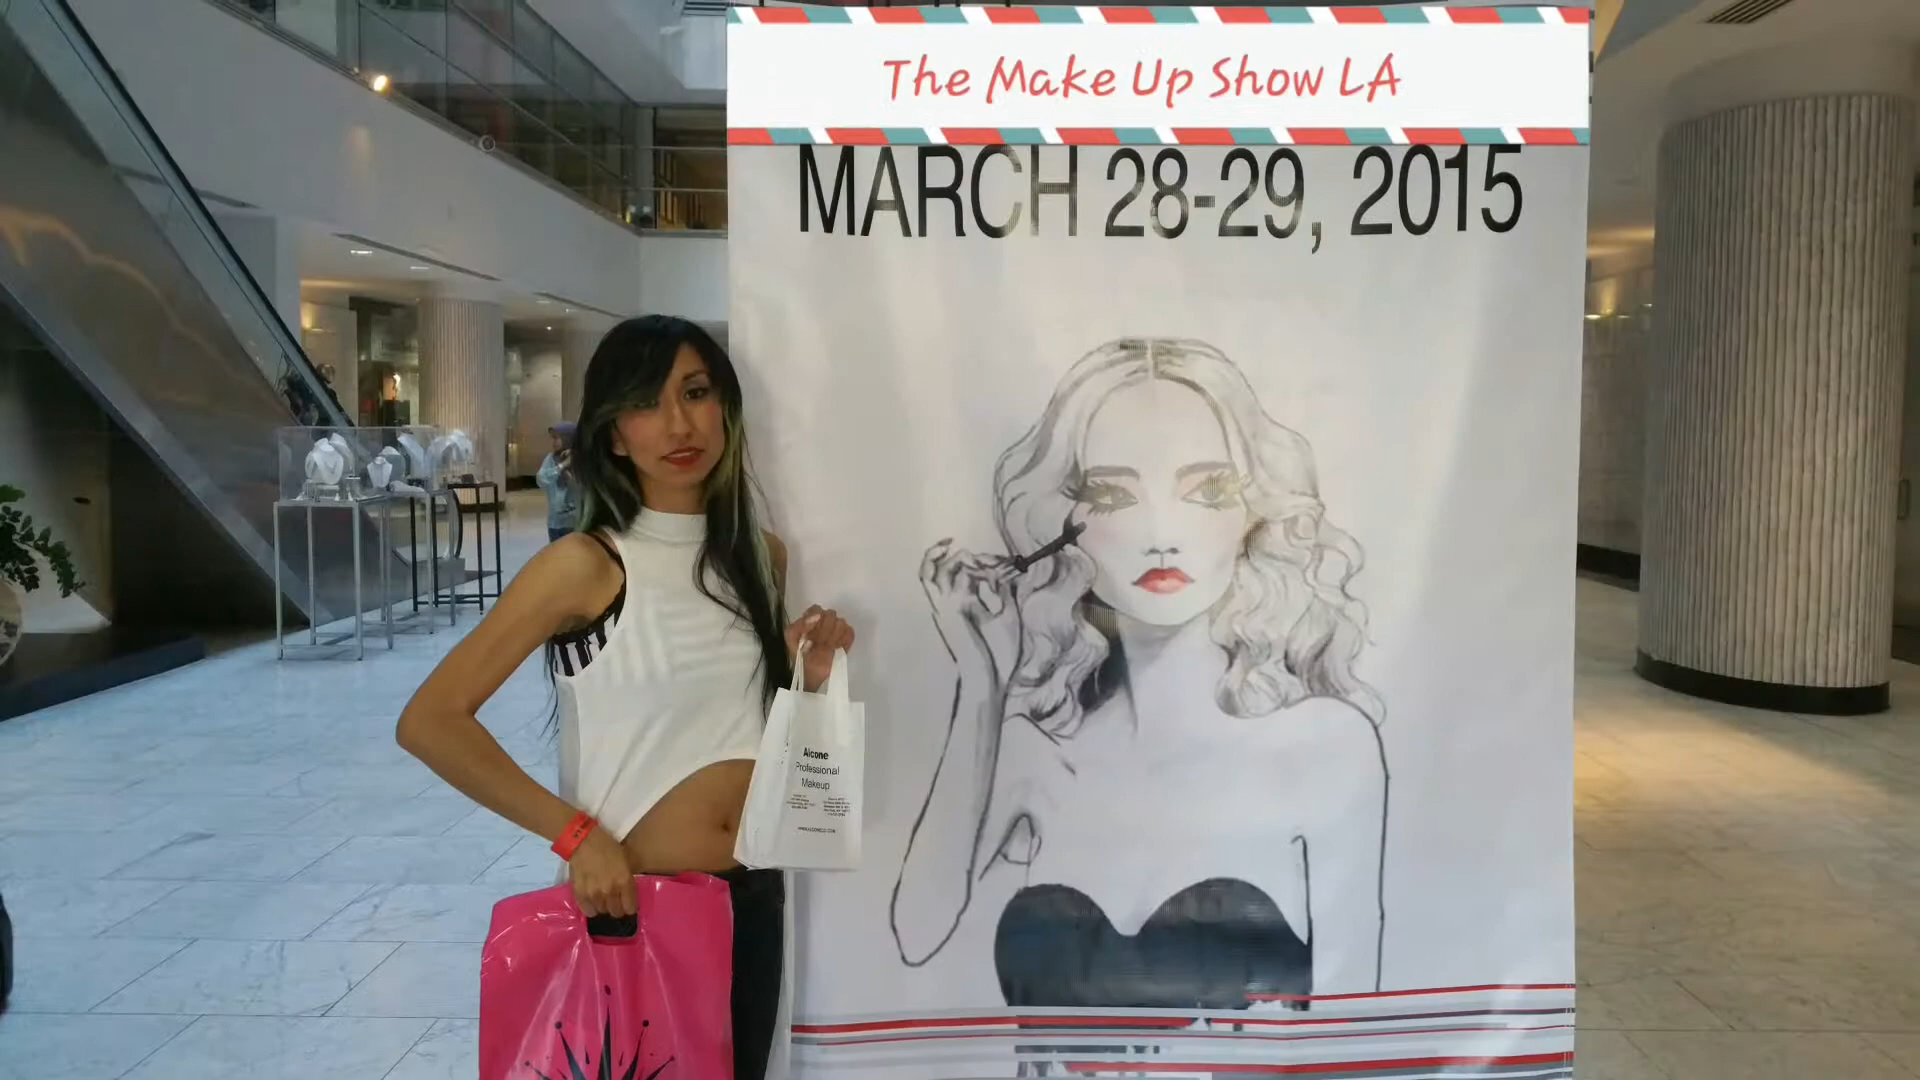 The Make Up Show LA
MARCH 28-29, 2015
Alcone
Professional
Makeup